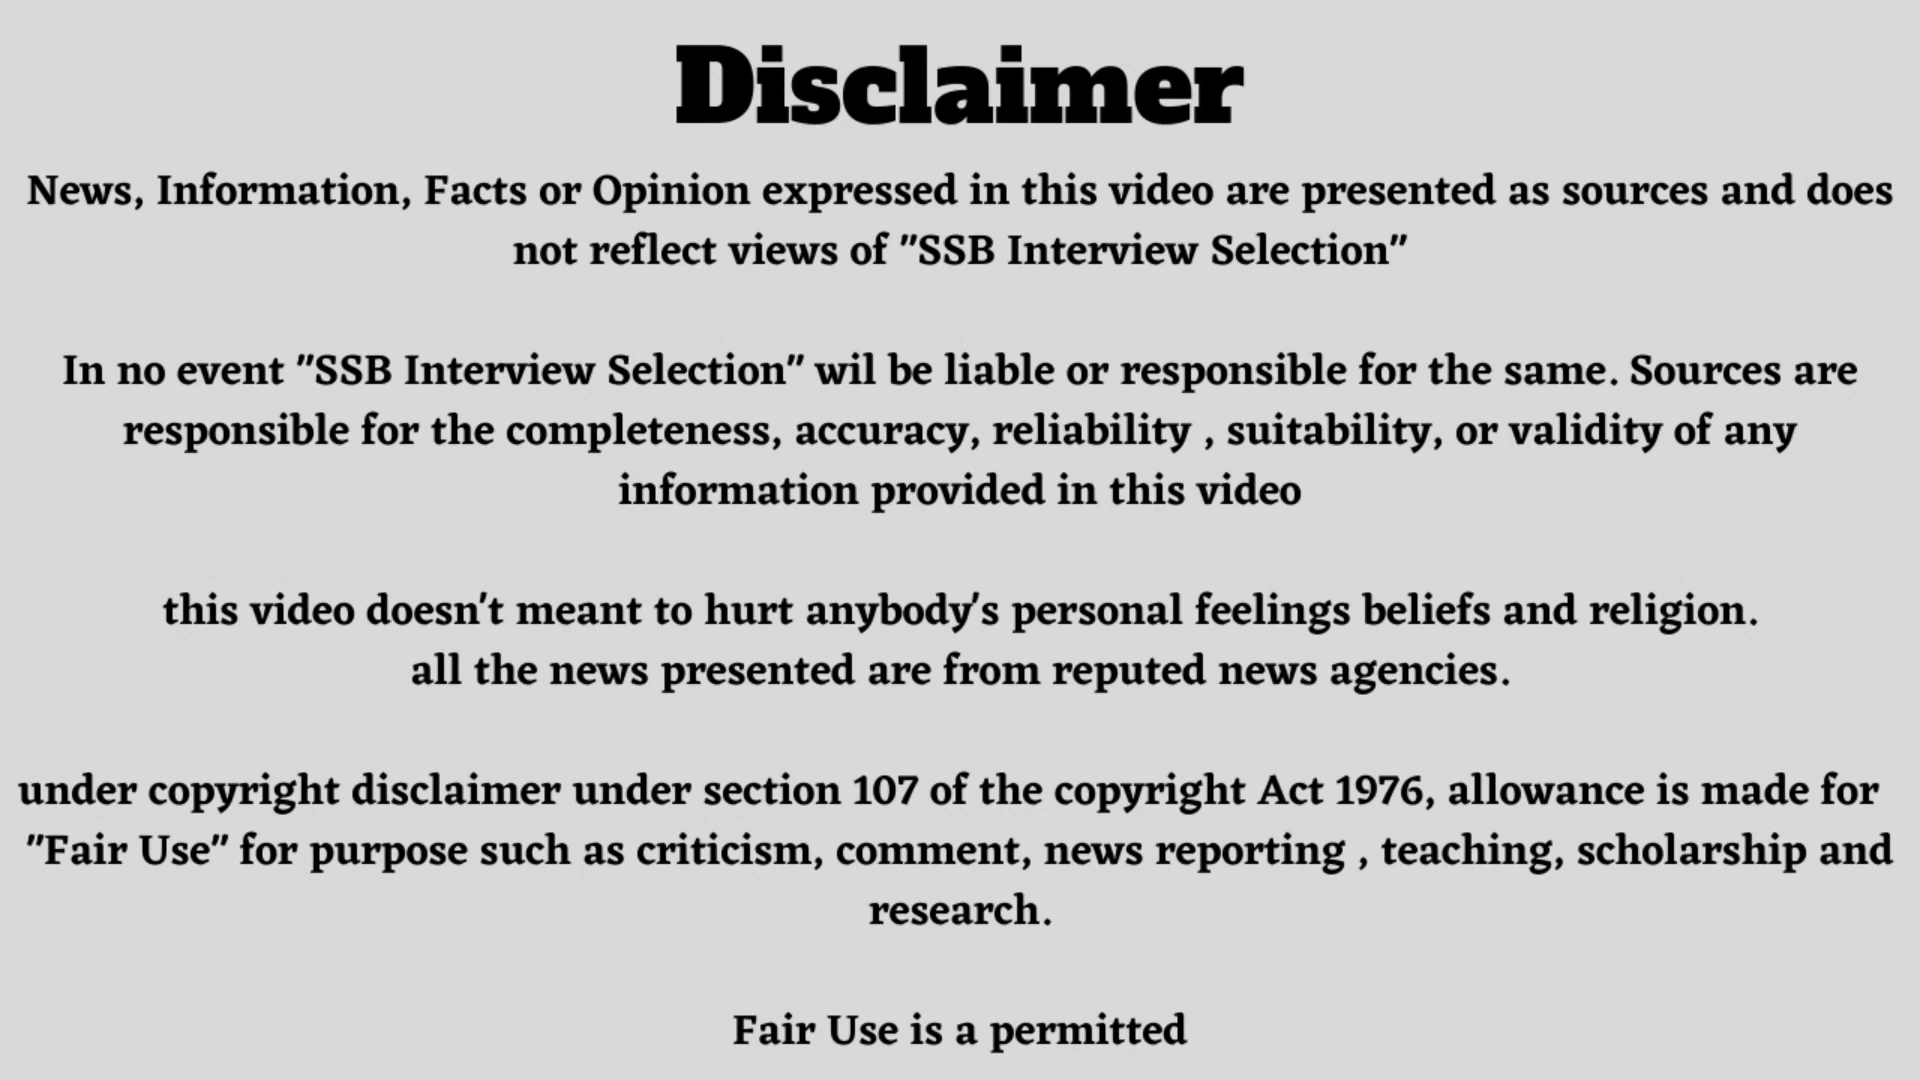 Disclaimer
News, Information, Facts or Opinion expressed in this video are presented as sources and does
not reflect views of "SSB Interview Selection"
In no event "SSB Interview Selection" wil be liable or responsible for the same. Sources are
responsible for the completeness, accuracy, reliability , suitability, or validity of any
information provided in this video
this video doesn't meant to hurt anybody's personal feelings beliefs and religion.
all the news presented are from reputed news agencies.
under copyright disclaimer under section 107 of the copyright Act 1976, allowance is made for
"Fair Use" for purpose such as criticism, comment, news reporting , teaching, scholarship and
research.
Fair Use is a permitted